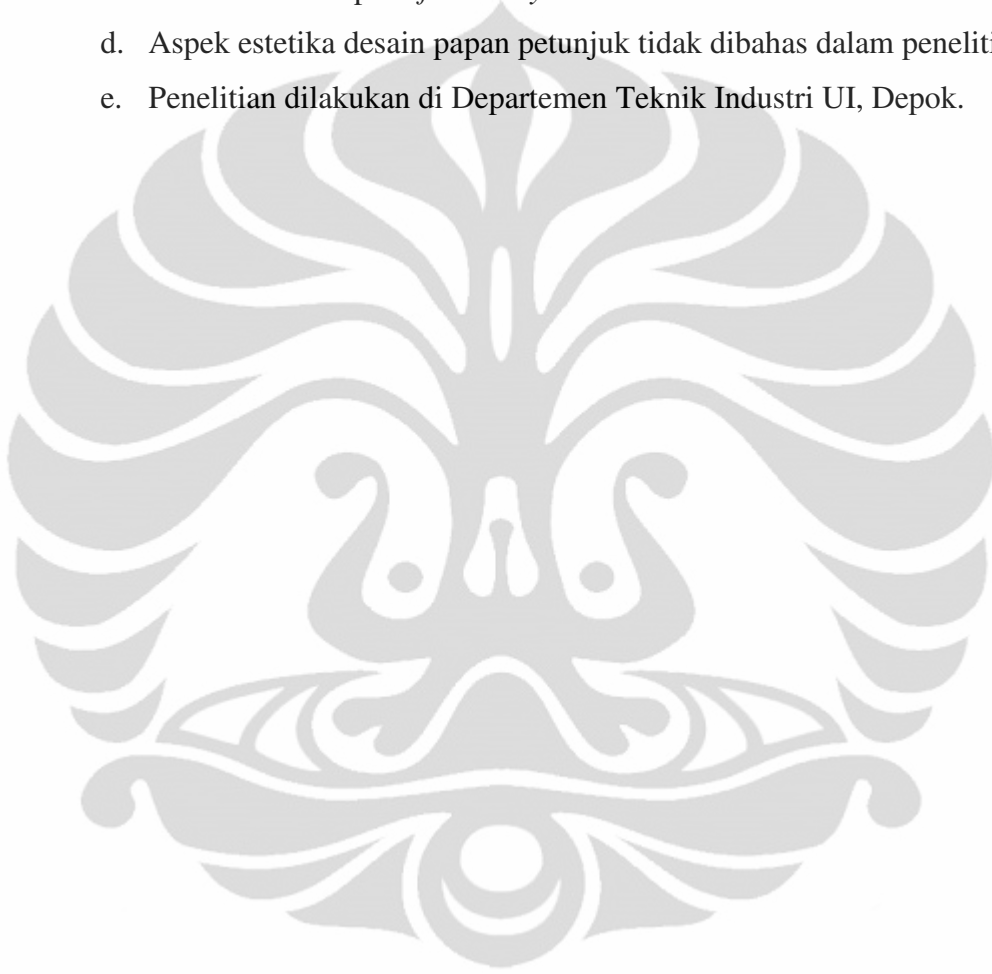 d. Aspek estetika desain papan petunjuk tidak dibahas dalam
e. Penelitian dilakukan di Departemen Teknik Industri UI, Depok.